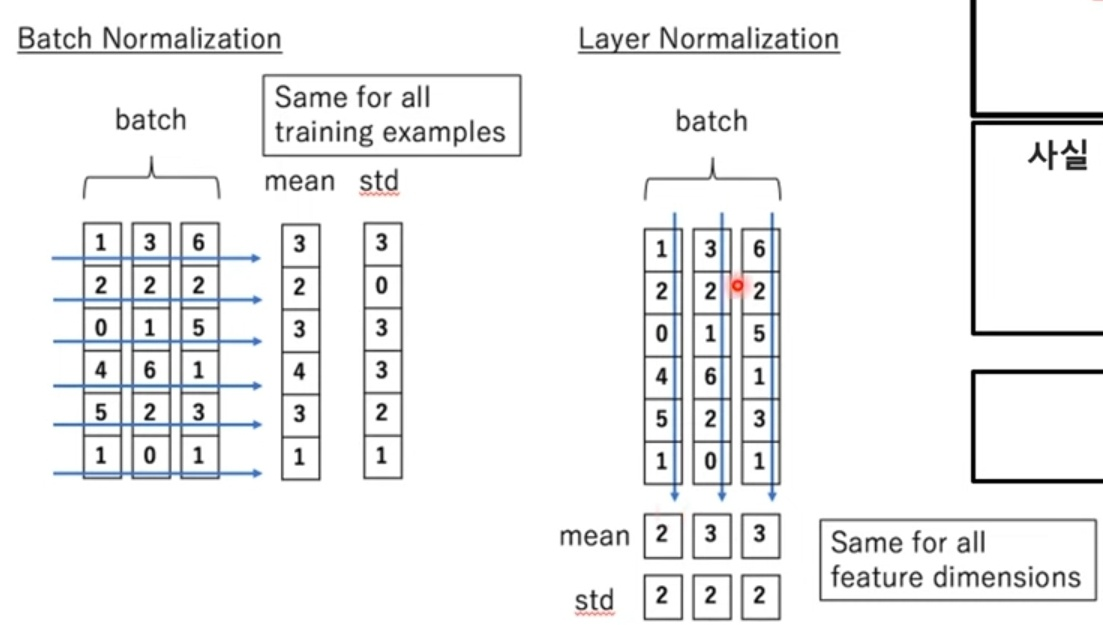 Batch Normalization
Same for all
training examples
batch
mean std
1 3 6 3 3
2 2 2 2 0
0 1 5 3 3
4 6 1 4 3
5 2 3 3 2
1 0 1 1 1
Layer Normalization
batch
1 3 6
2 2 2
0 1 5
4 6 1
5 2 3
1 0 1
mean 2 3 3
std 2 2 2
Same for all
feature dimensions
사실